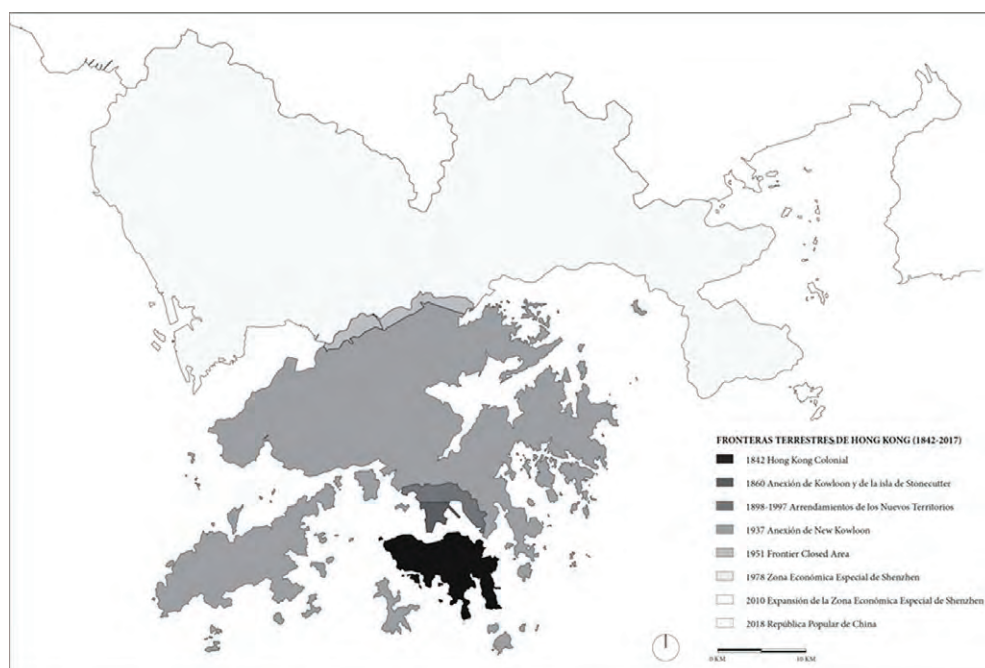 FRONTERAS TERRESTRES DE HONG KONG (1842-2017)
1842 Hong Kong Colonial
1860 Anexión de Kowloon y de la isla de Stonecutter
1898-1997 Arrendamientos de los Nuevos Territorios
1937 Anexión de New Kowloon
1951 Frontier Closed Area
1978 Zona Económica Especial de Shenzhen
2010 Expansión de la Zona Económica Especial de Shenzhen
2018 República Popular de China
0 KM 10 KM